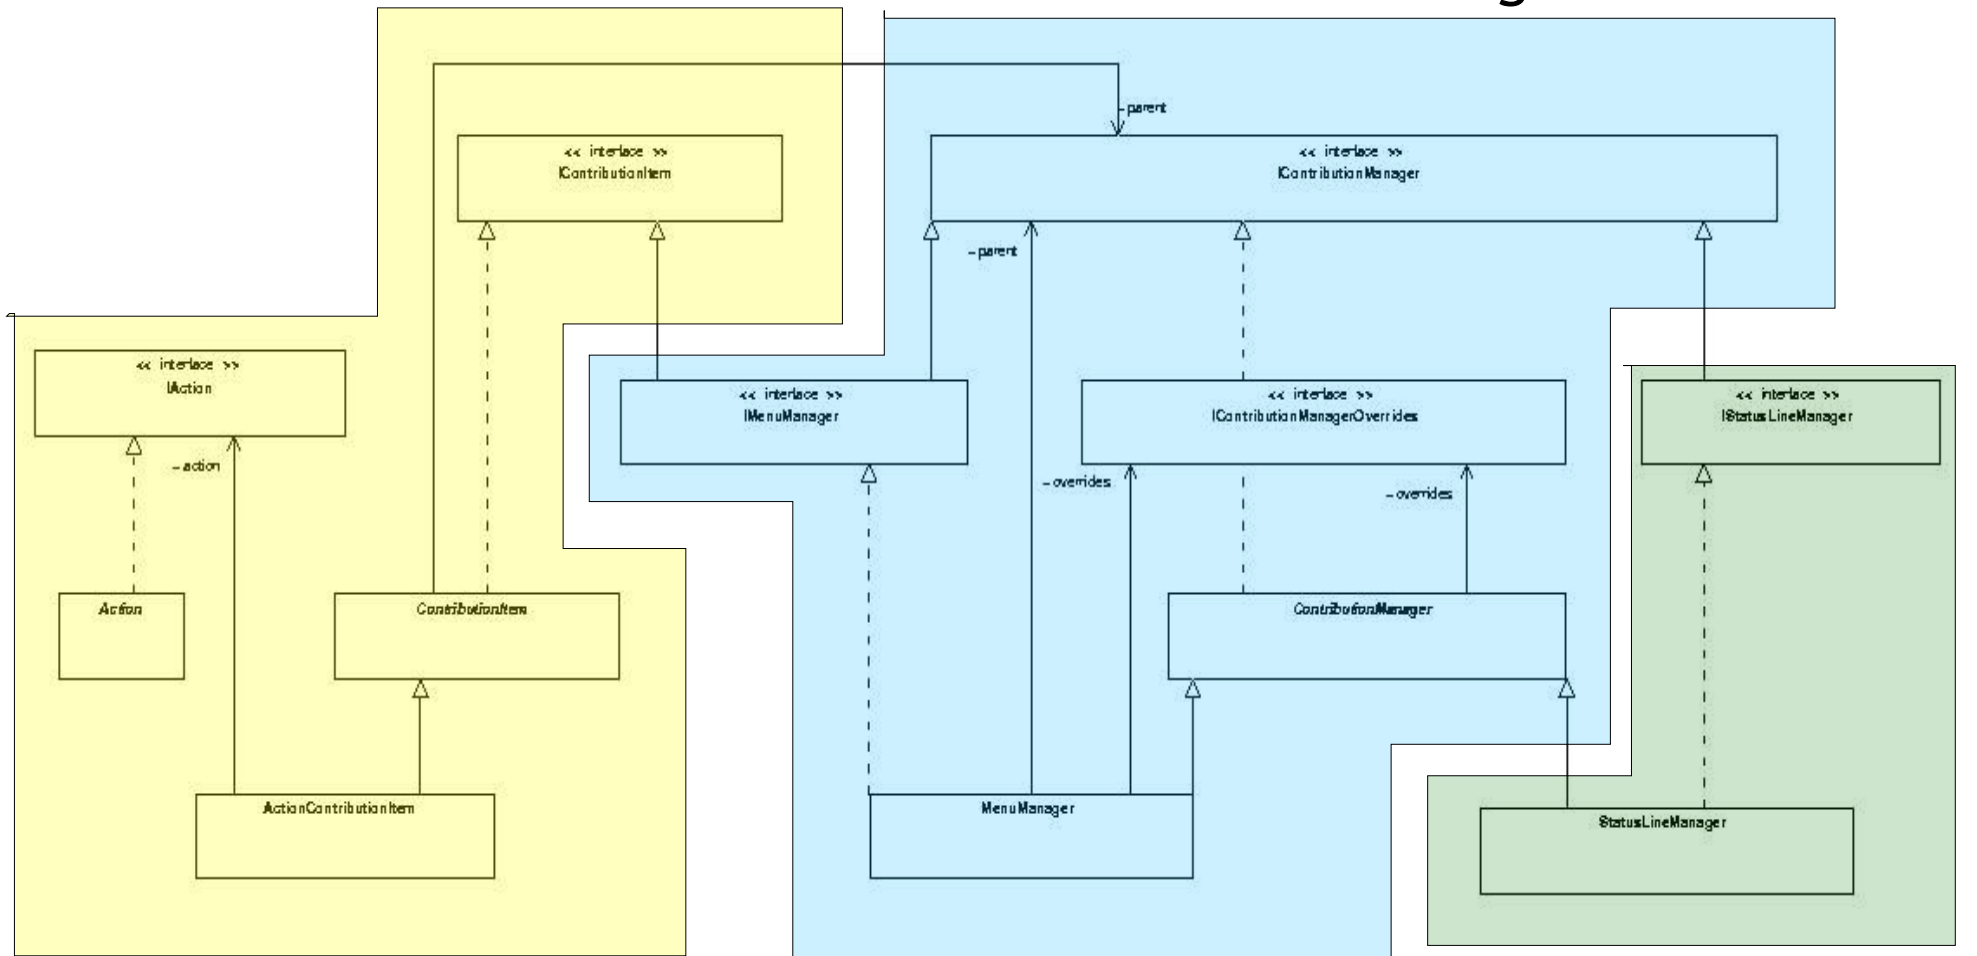 – parent
<< interface >>
IContributionItem
<< interface >>
IContributionManager
– parent
<< interface >>
IAction
<< interface >>
IMenuManager
<< interface >>
IContributionManagerOverrides
<< interface >>
IStatusLineManager
– action
– overrides
– overrides
Action
ContributionItem
ContributionManager
ActionContributionItem
MenuManager
StatusLineManager